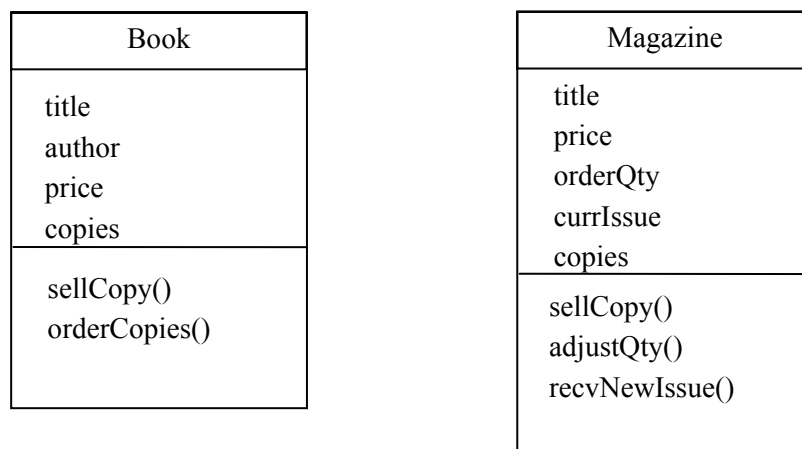 Book
title
author
price
copies
sellCopy()
orderCopies()
Magazine
title
price
orderQty
currIssue
copies
sellCopy()
adjustQty()
recvNewIssue()